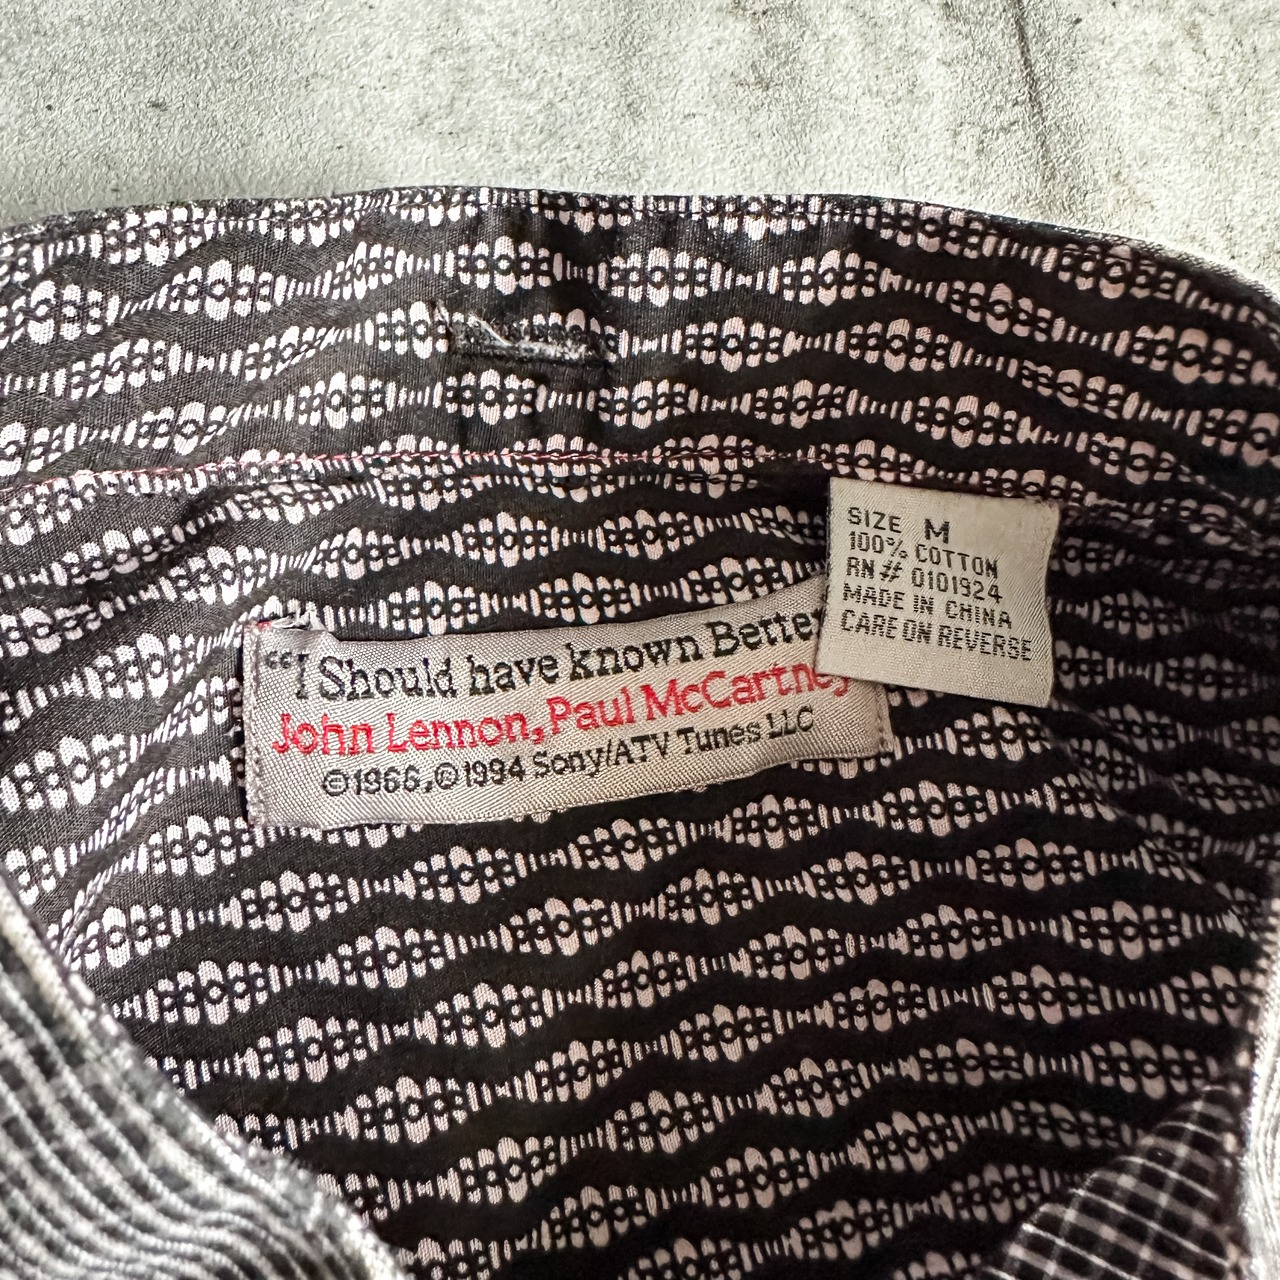 “I Should have known Bette
John Lennon, Paul McCartney
©1966, ©1994 Sony/ATV Tunes LLC
SIZE M
100% COTTON
RN # 0101924
MADE IN CHINA
CARE ON REVERSE